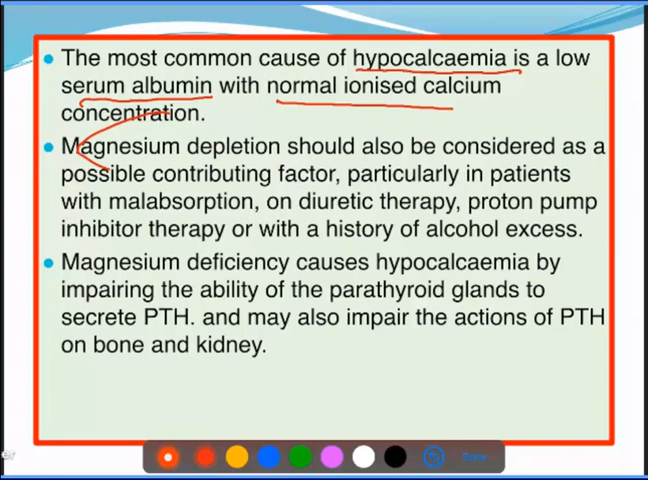 The most common cause of hypocalcaemia is a low
serum albumin with normal ionised calcium
concentration.
Magnesium depletion should also be considered as a
possible contributing factor, particularly in patients
with malabsorption, on diuretic therapy, proton pump
inhibitor therapy or with a history of alcohol excess.
Magnesium deficiency causes hypocalcaemia by
impairing the ability of the parathyroid glands to
secrete PTH. and may also impair the actions of PTH
on bone and kidney.
er
Done